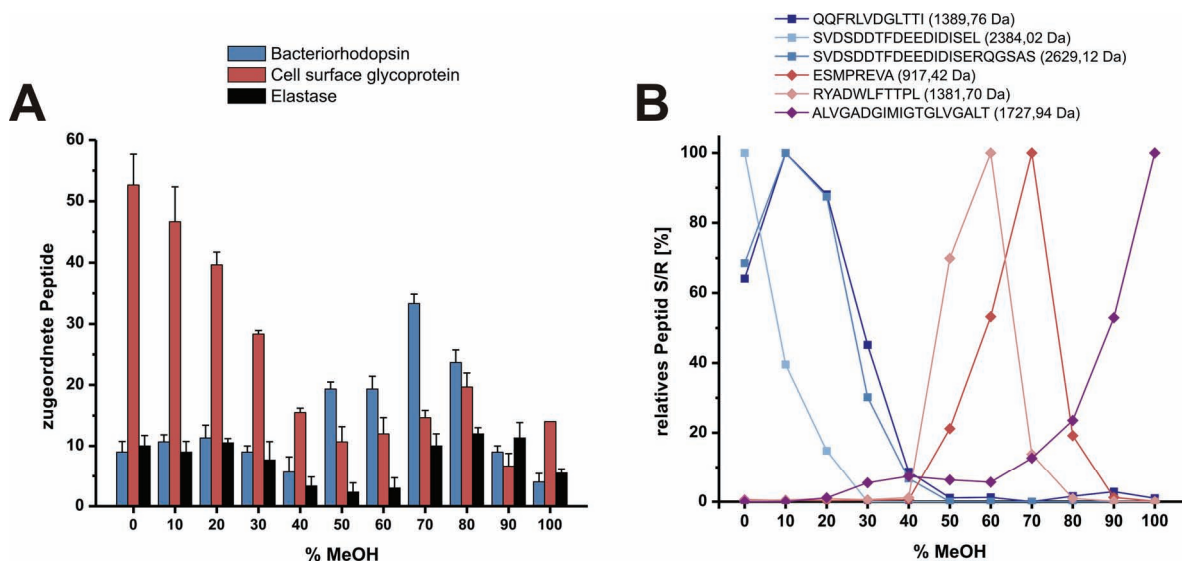 A
Bacteriorhodopsin
Cell surface glycoprotein
Elastase
zugeordnete Peptide
60
50
40
30
20
10
0
0 10 20 30 40 50 60 70 80 90 100
% MeOH
B
QQFRLVDGLTTI (1389,76 Da)
SVDSDDTFDEEDIDISEL (2384,02 Da)
SVDSDDTFDEEDIDISERQGSAS (2629,12 Da)
ESMPREVA (917,42 Da)
RYADWLFTTPL (1381,70 Da)
ALVGADGIMIGTGLVGALT (1727,94 Da)
relatives Peptid S/R [%]
100
80
60
40
20
0
0 10 20 30 40 50 60 70 80 90 100
% MeOH